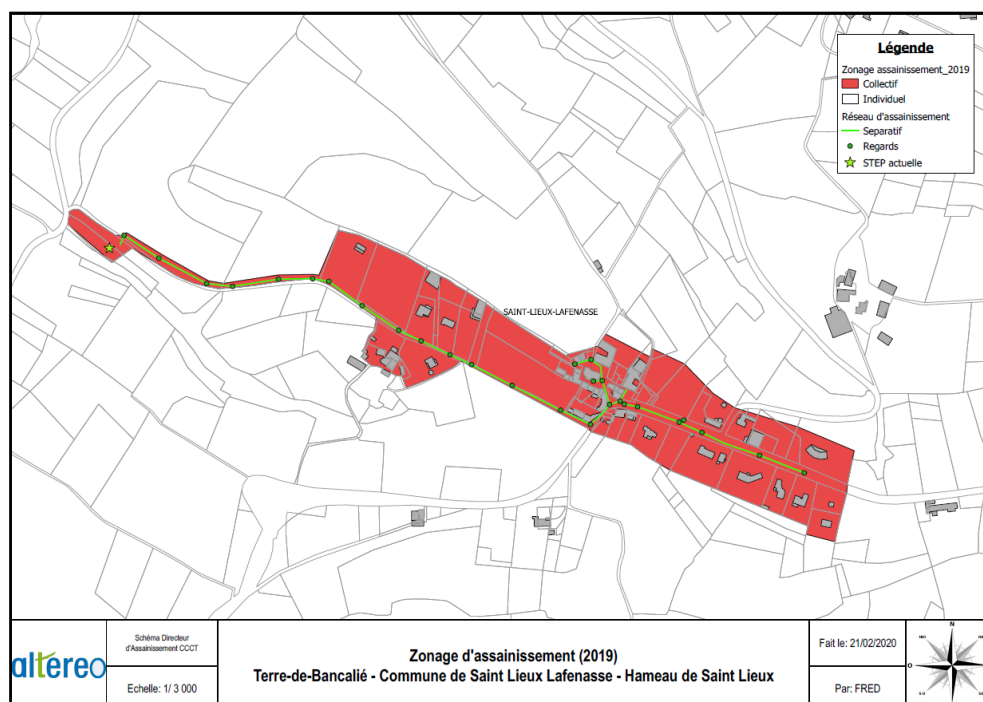 Légende
Zonage assainissement_2019
Collectif
Individuel
Réseau d'assainissement
Separatif
Regards
STEP actuelle
SAINT-LIEUX-LAFENASSE
altereo
Schéma Directeur
d'Assainissement CCCT
Echelle: 1/ 3 000
Zonage d'assainissement (2019)
Terre-de-Bancalié - Commune de Saint Lieux Lafenasse - Hameau de Saint Lieux
Fait le: 21/02/2020
Par: FRED
N
O
E